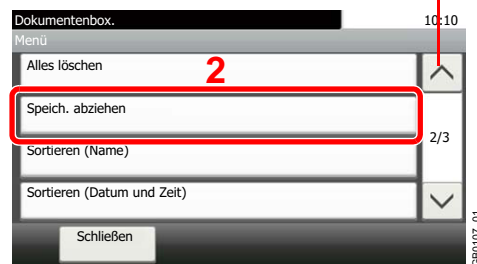 Dokumentenbox. 10:10
Menü
Alles löschen
2
Speich. abziehen
2/3
Sortieren (Name)
Sortieren (Datum und Zeit)
Schließen